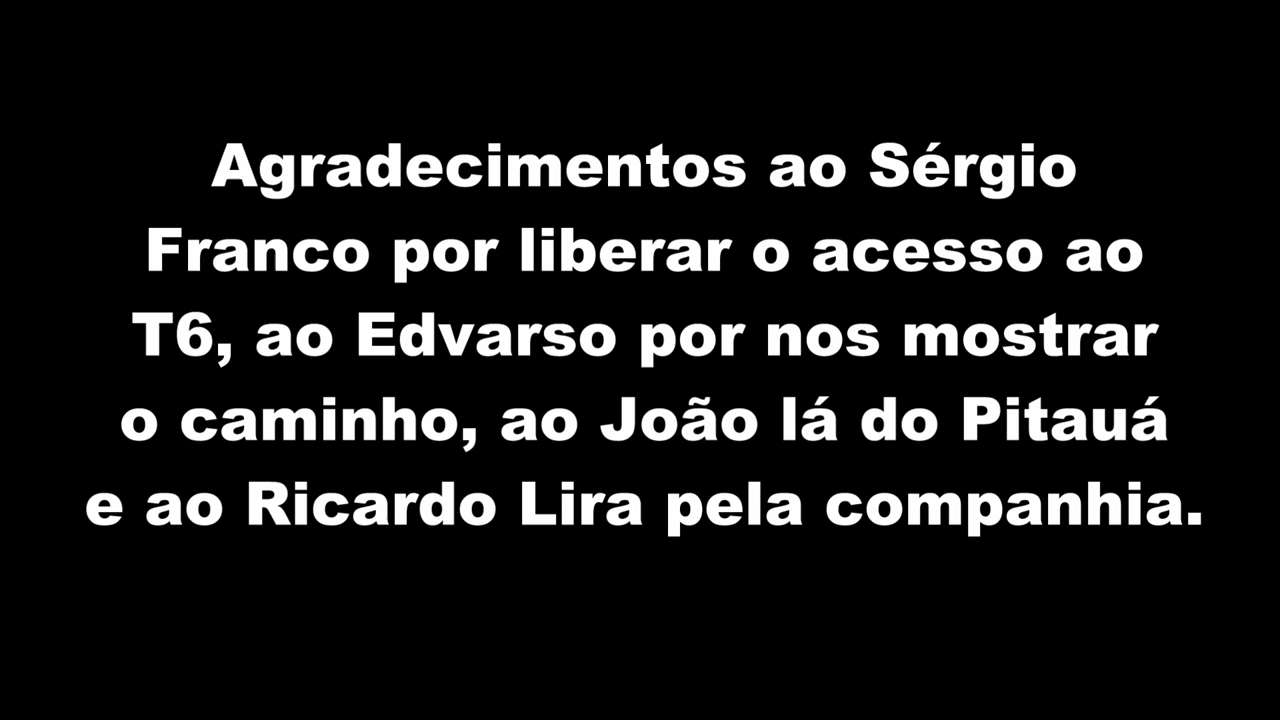 Agradecimentos ao Sérgio
Franco por liberar o acesso ao
T6, ao Edvarso por nos mostrar
o caminho, ao João lá do Pitauá
e ao Ricardo Lira pela companhia.